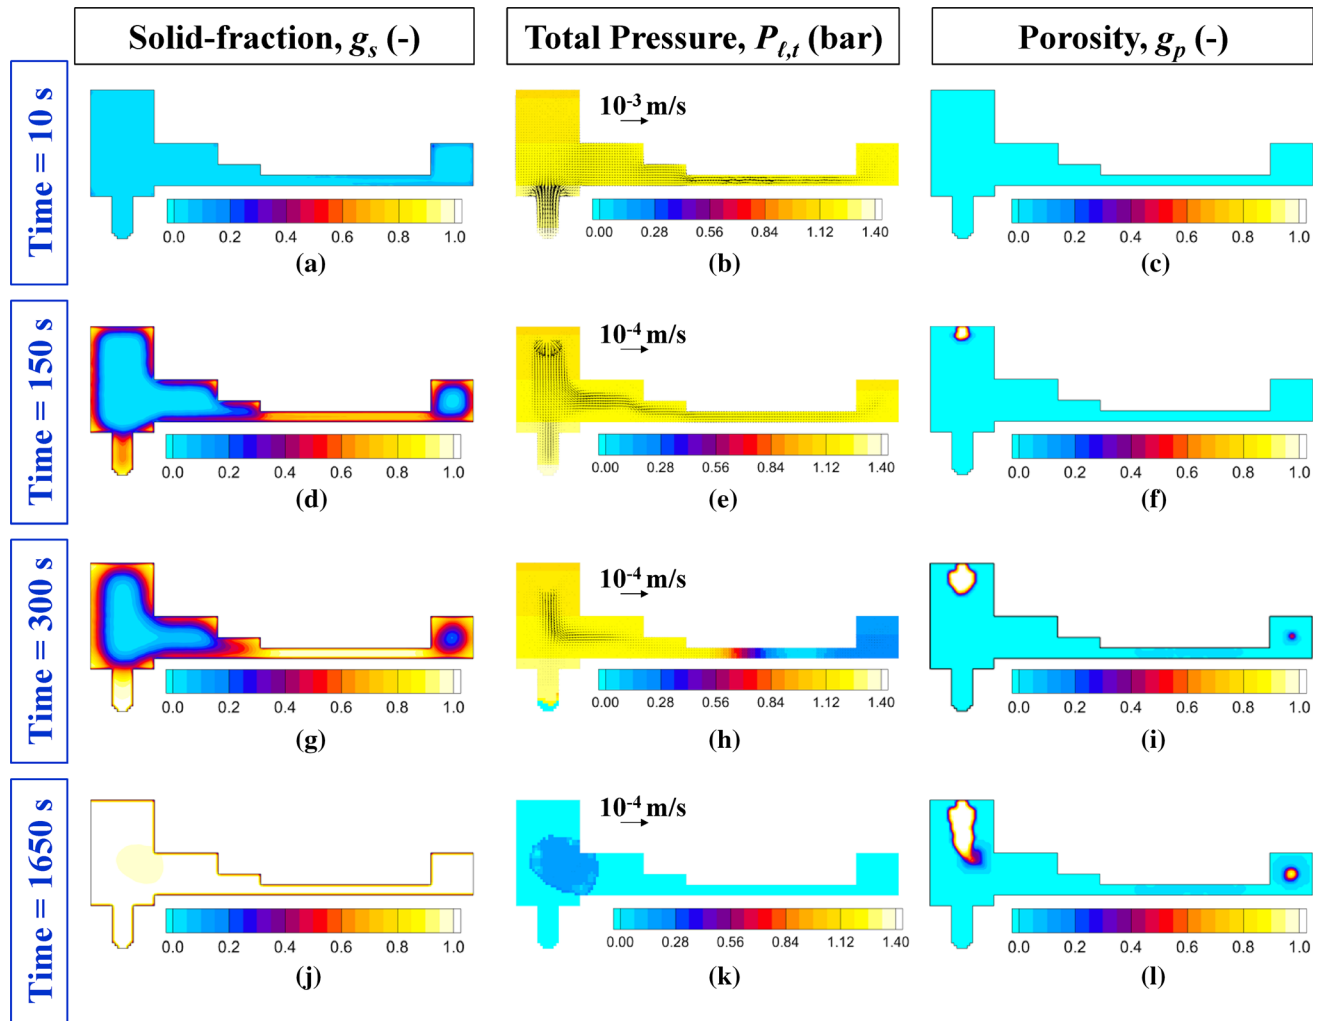 Solid-fraction, g_s (-)
Total Pressure, P_ℓ,t (bar)
Porosity, g_p (-)
Time = 10 s
10⁻³ m/s
0.0 0.2 0.4 0.6 0.8 1.0
0.00 0.28 0.56 0.84 1.12 1.40
0.0 0.2 0.4 0.6 0.8 1.0
(a)
(b)
(c)
Time = 150 s
10⁻⁴ m/s
0.0 0.2 0.4 0.6 0.8 1.0
0.00 0.28 0.56 0.84 1.12 1.40
0.0 0.2 0.4 0.6 0.8 1.0
(d)
(e)
(f)
Time = 300 s
10⁻⁴ m/s
0.0 0.2 0.4 0.6 0.8 1.0
0.00 0.28 0.56 0.84 1.12 1.40
0.0 0.2 0.4 0.6 0.8 1.0
(g)
(h)
(i)
Time = 1650 s
10⁻⁴ m/s
0.0 0.2 0.4 0.6 0.8 1.0
0.00 0.28 0.56 0.84 1.12 1.40
0.0 0.2 0.4 0.6 0.8 1.0
(j)
(k)
(l)